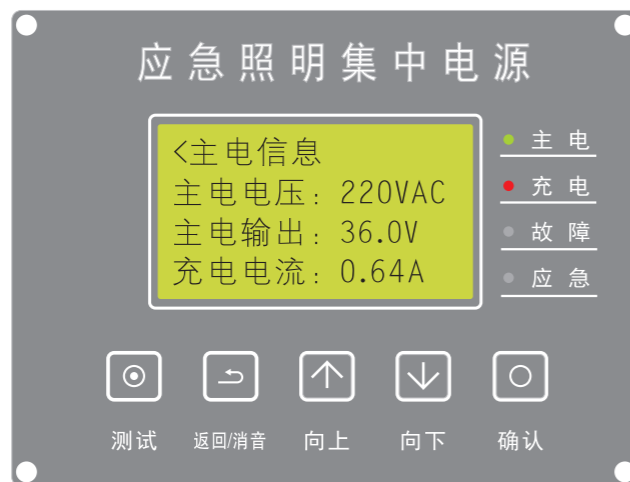 应急照明集中电源
<主电信息
主电电压: 220VAC
主电输出: 36.0V
充电电流: 0.64A
主电
充电
故障
应急
测试 返回/消音 向上 向下 确认